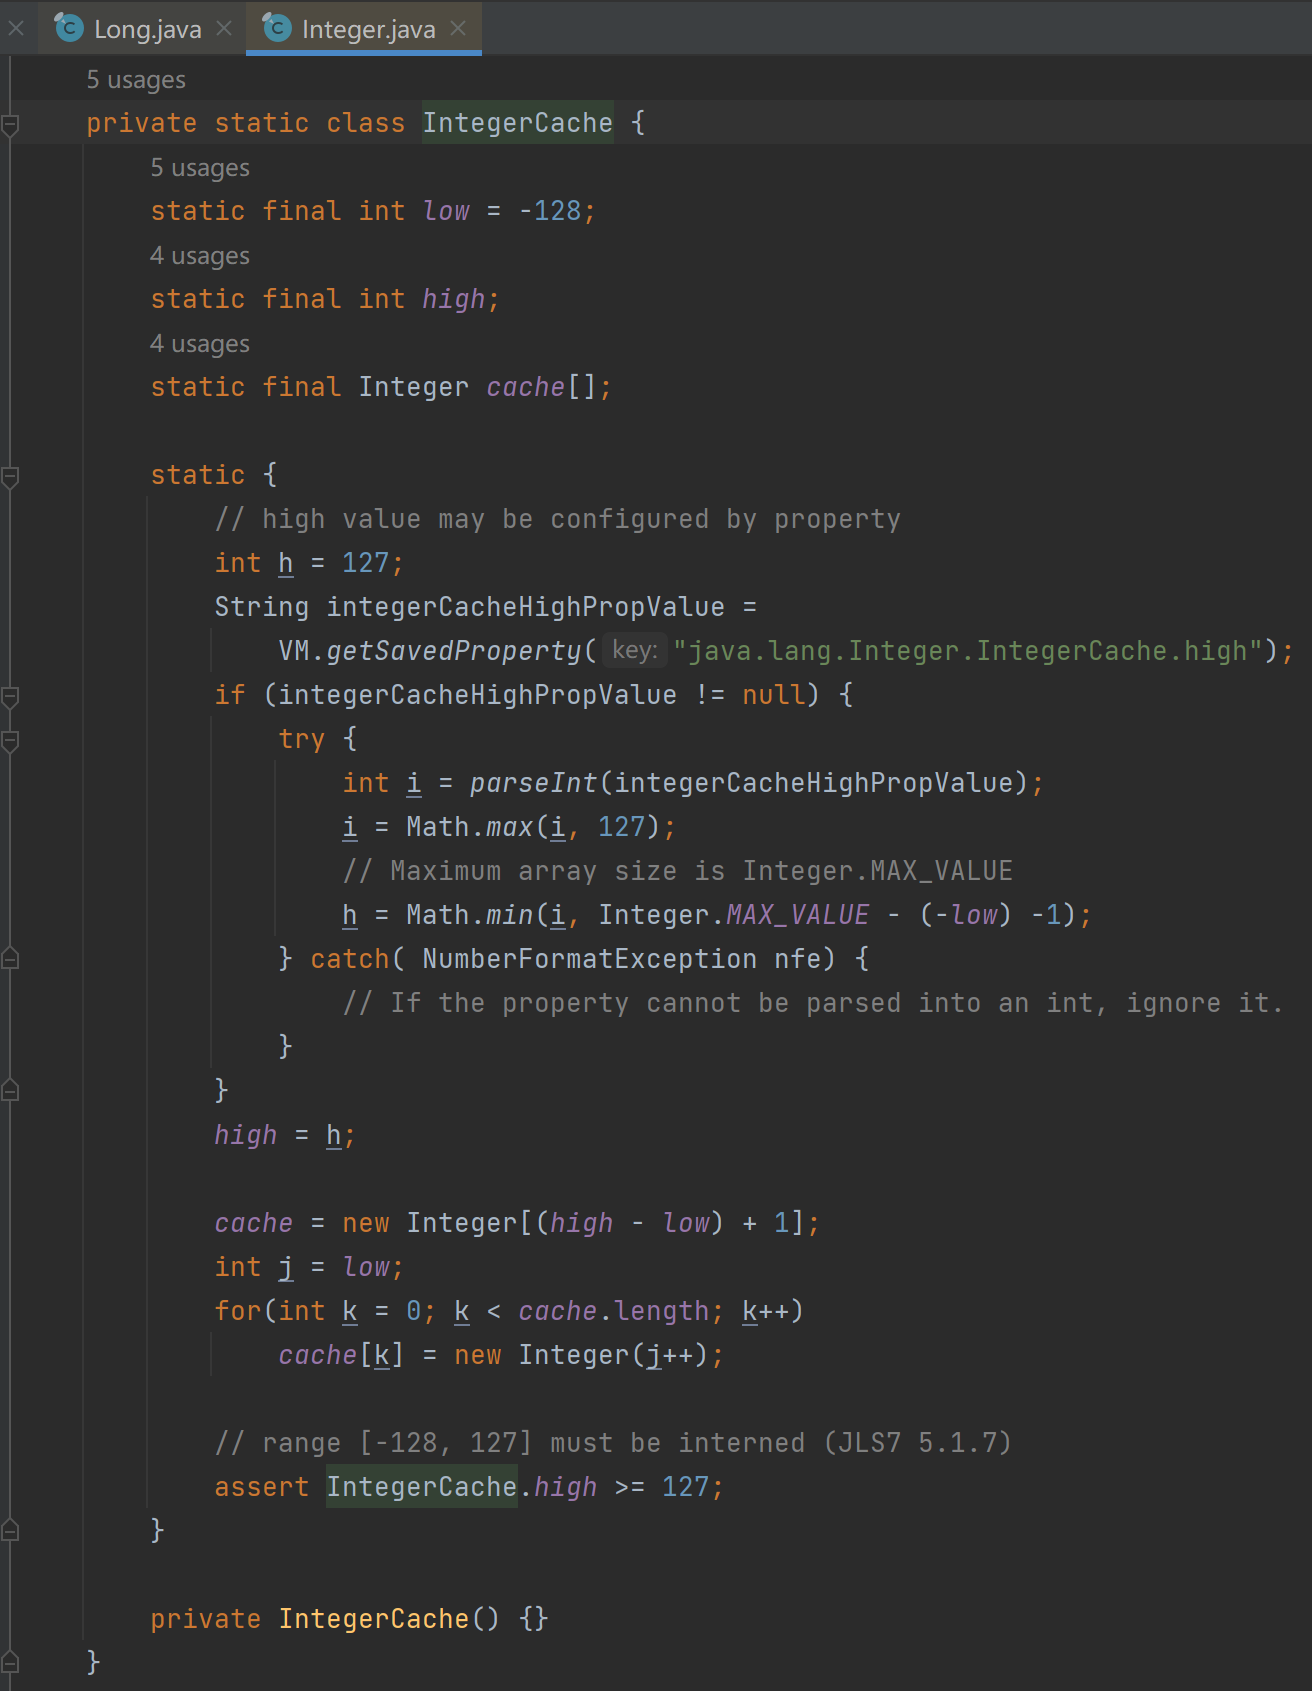 Long.java Integer.java
5 usages
private static class IntegerCache {
5 usages
static final int low = -128;
4 usages
static final int high;
4 usages
static final Integer cache[];
static {
// high value may be configured by property
int h = 127;
String integerCacheHighPropValue =
VM.getSavedProperty( key: "java.lang.Integer.IntegerCache.high");
if (integerCacheHighPropValue != null) {
try {
int i = parseInt(integerCacheHighPropValue);
i = Math.max(i, 127);
// Maximum array size is Integer.MAX_VALUE
h = Math.min(i, Integer.MAX_VALUE - (-low) -1);
} catch( NumberFormatException nfe) {
// If the property cannot be parsed into an int, ignore it.
}
}
high = h;
cache = new Integer[(high - low) + 1];
int j = low;
for(int k = 0; k < cache.length; k++)
cache[k] = new Integer(j++);
// range [-128, 127] must be interned (JLS7 5.1.7)
assert IntegerCache.high >= 127;
}
private IntegerCache() {}
}